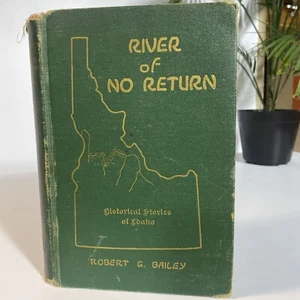 RIVER
of
NO RETURN
Historical Stories
of Idaho
ROBERT G. BAILEY